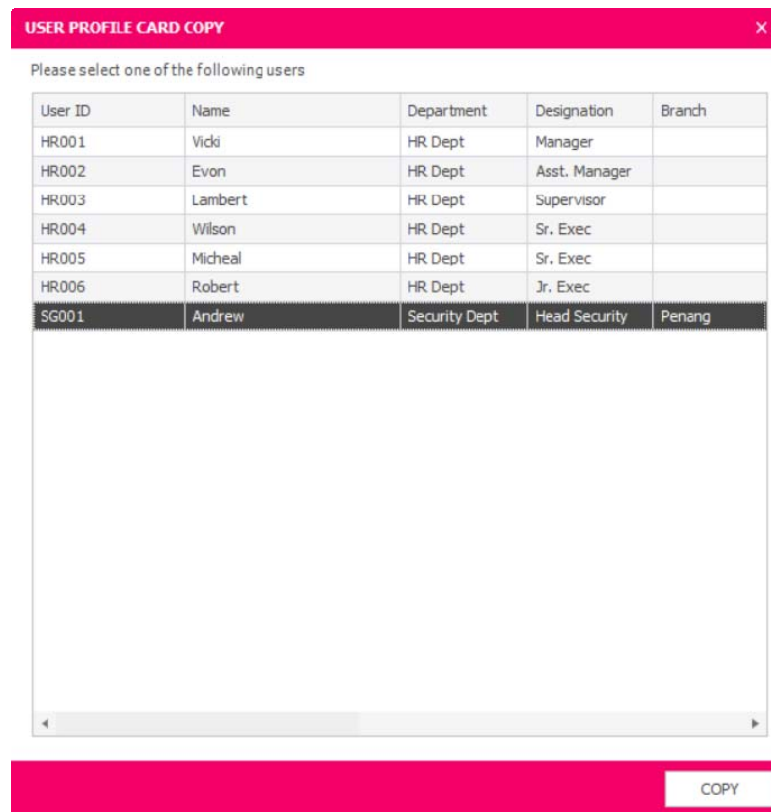 USER PROFILE CARD COPY
Please select one of the following users
User ID Name Department Designation Branch
HR001 Vicki HR Dept Manager
HR002 Evon HR Dept Asst. Manager
HR003 Lambert HR Dept Supervisor
HR004 Wilson HR Dept Sr. Exec
HR005 Micheal HR Dept Sr. Exec
HR006 Robert HR Dept Jr. Exec
SG001 Andrew Security Dept Head Security Penang
COPY